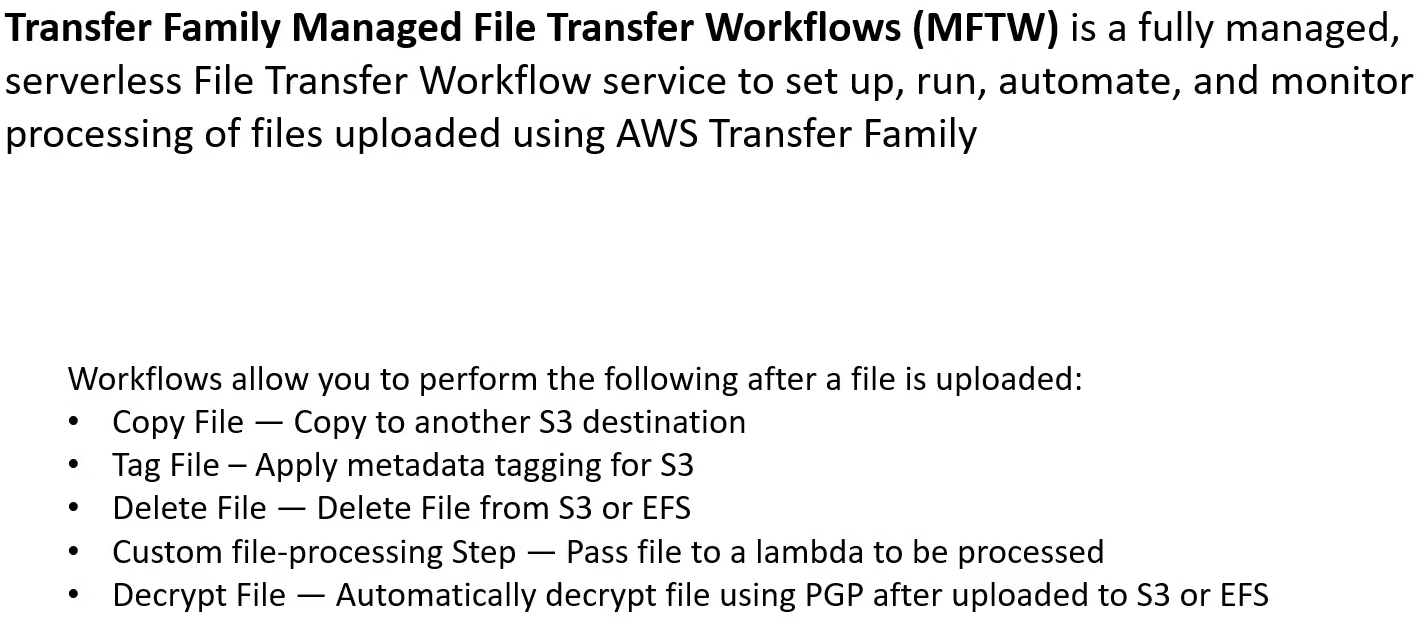 Transfer Family Managed File Transfer Workflows (MFTW) is a fully managed,
serverless File Transfer Workflow service to set up, run, automate, and monitor
processing of files uploaded using AWS Transfer Family
Workflows allow you to perform the following after a file is uploaded:
• Copy File — Copy to another S3 destination
• Tag File – Apply metadata tagging for S3
• Delete File — Delete File from S3 or EFS
• Custom file-processing Step — Pass file to a lambda to be processed
• Decrypt File — Automatically decrypt file using PGP after uploaded to S3 or EFS